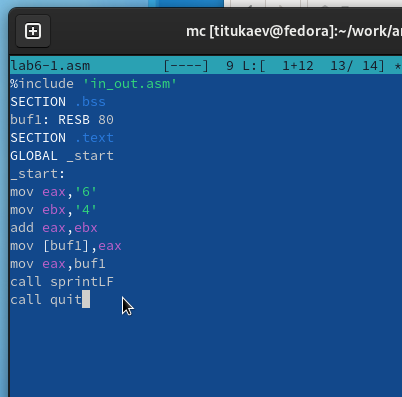 mc [titukaev@fedora]:~/work/a
lab6-1.asm [----] 9 L:[ 1+12 13/ 14] *
%include 'in_out.asm'
SECTION .bss
buf1: RESB 80
SECTION .text
GLOBAL _start
_start:
mov eax,'6'
mov ebx,'4'
add eax,ebx
mov [buf1],eax
mov eax,buf1
call sprintLF
call quit